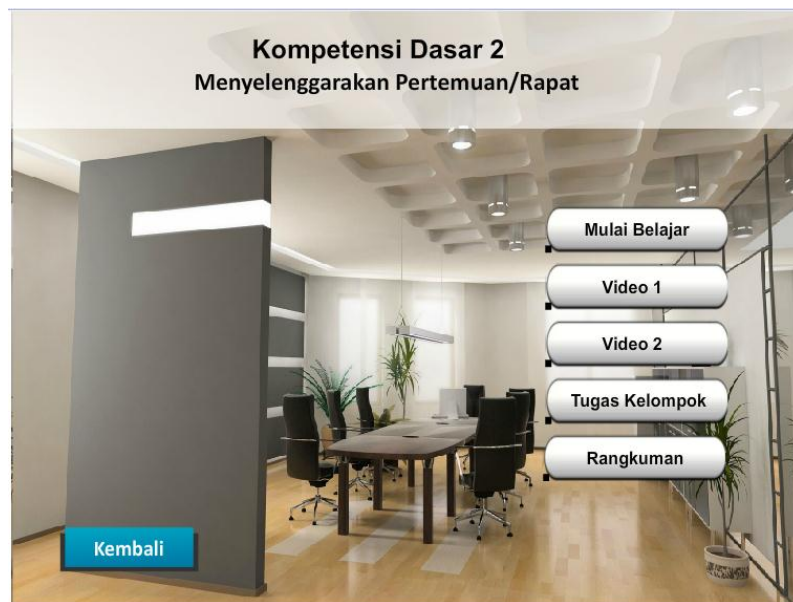 Kompetensi Dasar 2
Menyelenggarakan Pertemuan/Rapat
Mulai Belajar
Video 1
Video 2
Tugas Kelompok
Rangkuman
Kembali